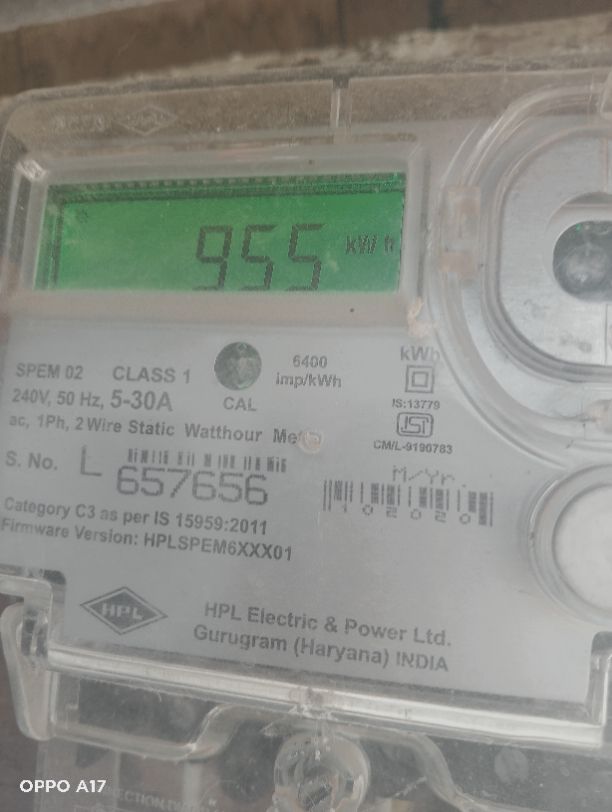 955 kWh
SPEM 02 CLASS 1
240V, 50 Hz, 5-30A
CAL
6400
imp/kWh
kWh
IS:13779
ISI
CM/L-9190783
ac, 1Ph, 2 Wire Static Watthour
S. No. L 657656
M/Yr.
102020
Category C3 as per IS 15959:2011
Firmware Version: HPLSPEM6XXX01
HPL
HPL Electric & Power Ltd.
Gurugram (Haryana) INDIA
OPPO A17